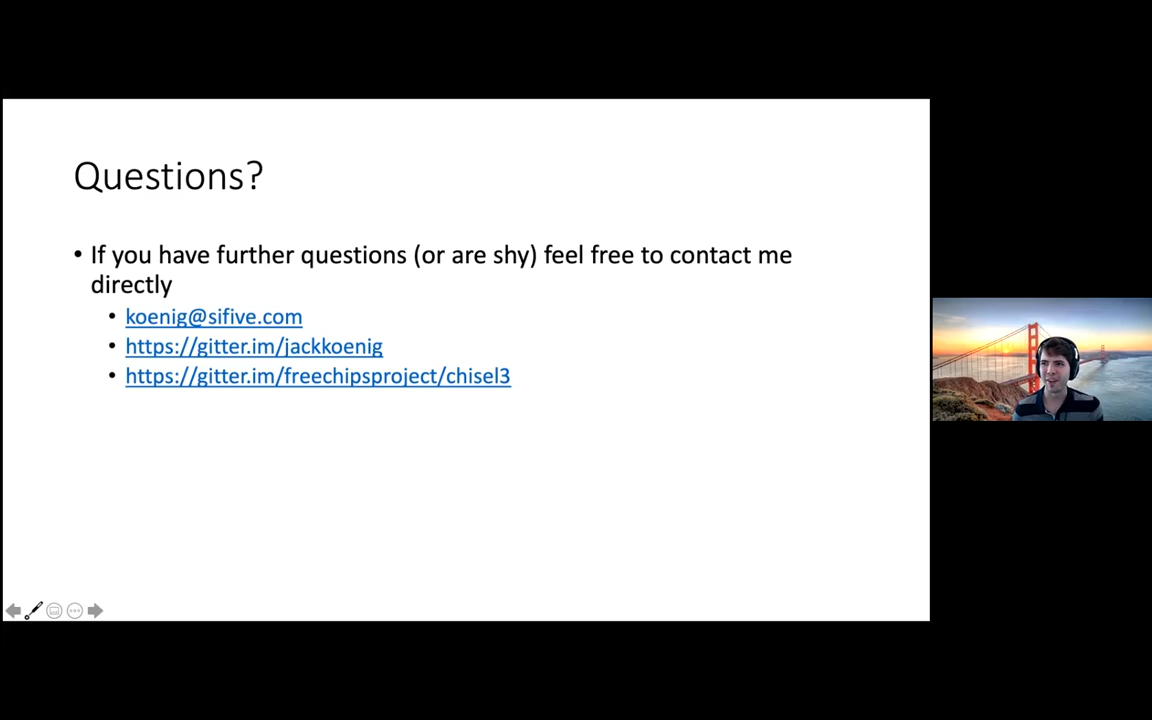 Questions?
• If you have further questions (or are shy) feel free to contact me
directly
• koenig@sifive.com
• https://gitter.im/jackkoenig
• https://gitter.im/freechipsproject/chisel3